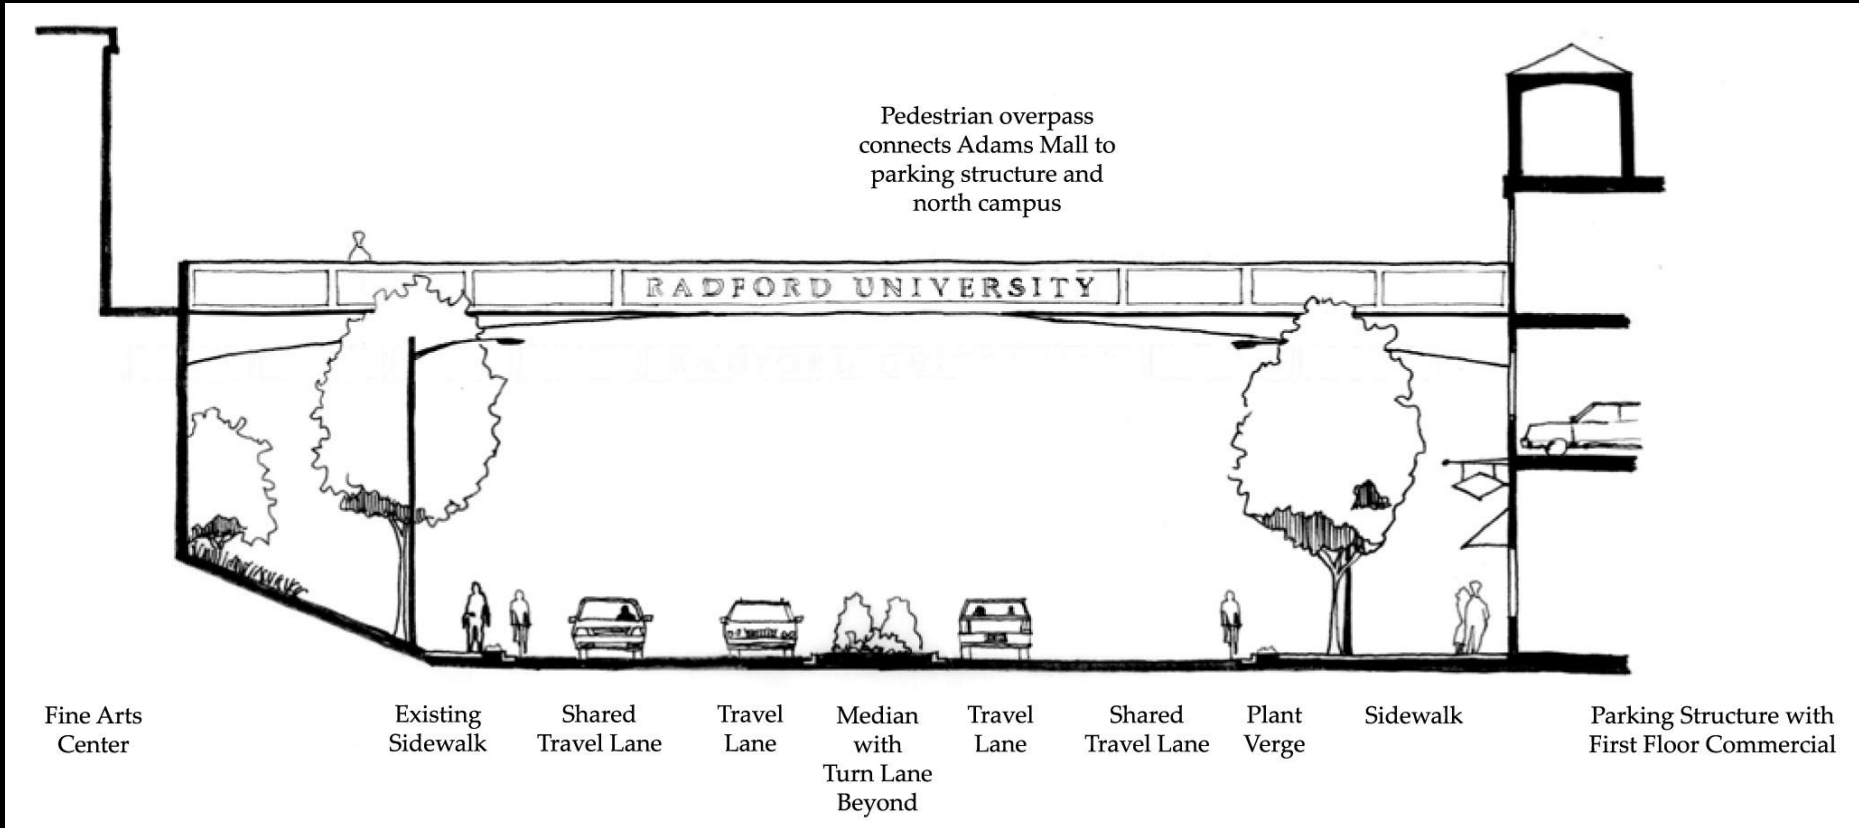 Pedestrian overpass
connects Adams Mall to
parking structure and
north campus
RADFORD UNIVERSITY
Fine Arts
Center
Existing
Sidewalk
Shared
Travel Lane
Travel
Lane
Median
with
Turn Lane
Beyond
Travel
Lane
Shared
Travel Lane
Plant
Verge
Sidewalk
Parking Structure with
First Floor Commercial